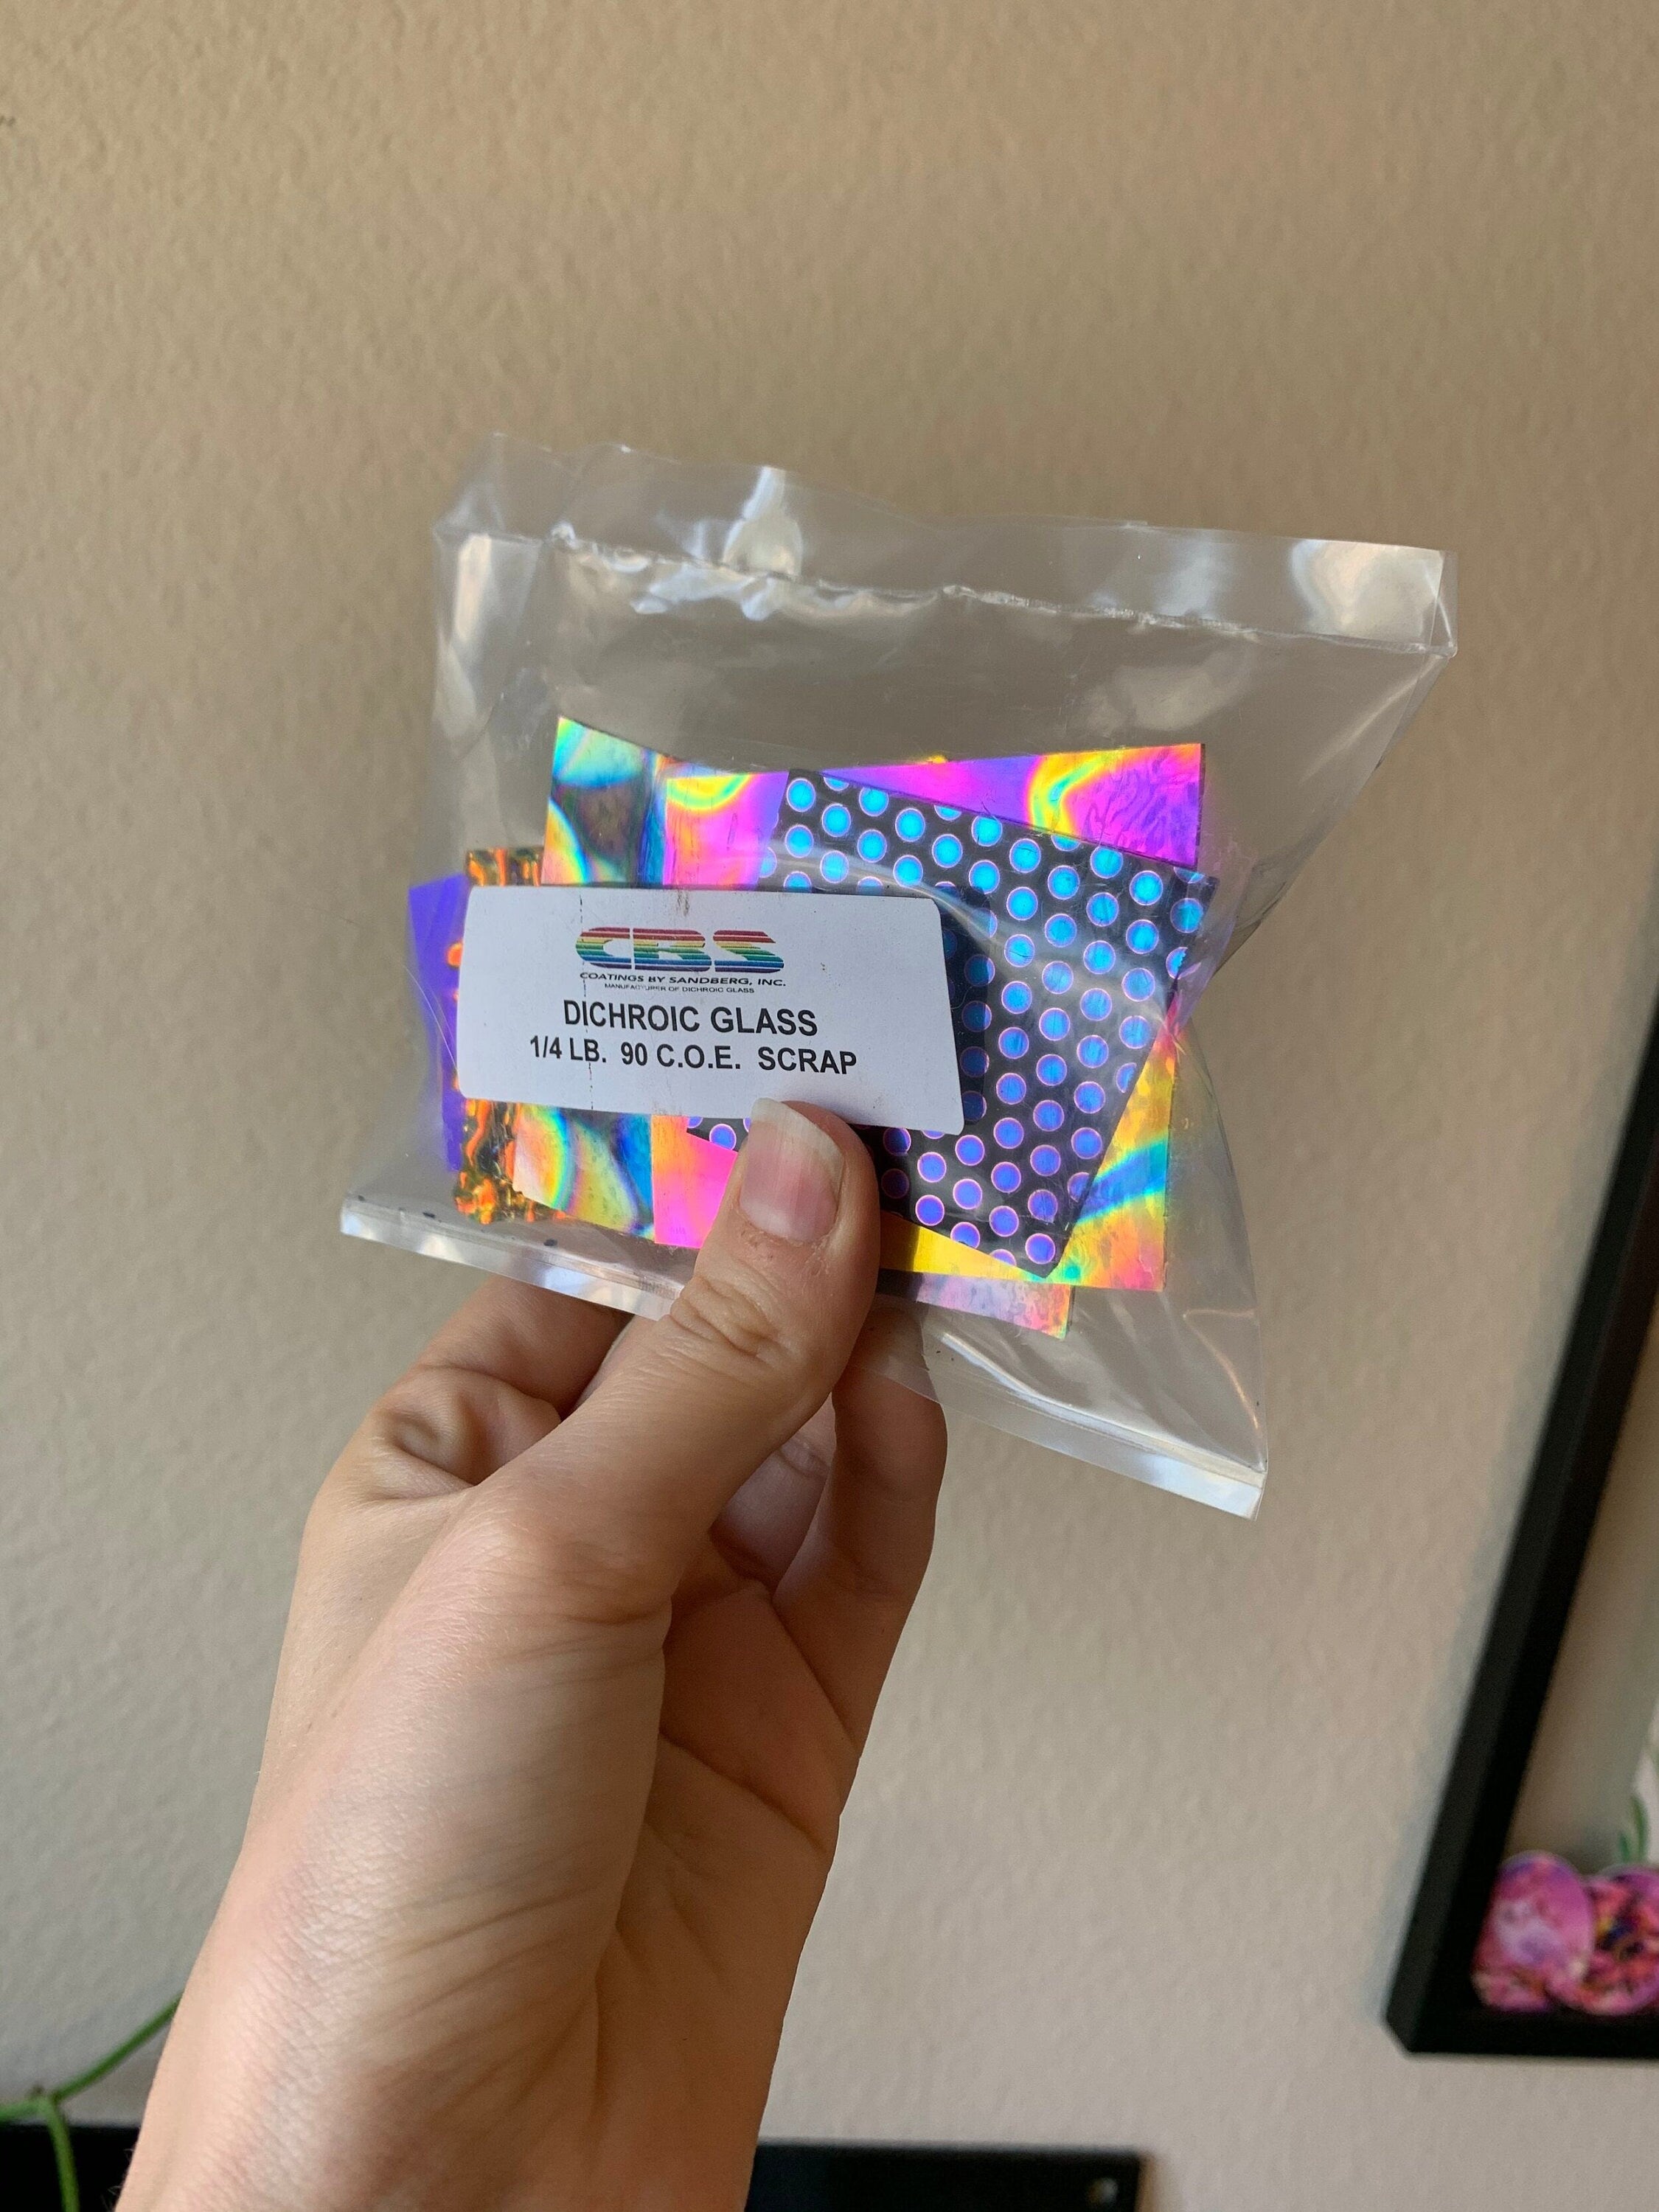 CBS
COATINGS BY SANDBERG, INC.
MANUFACTURER OF DICHROIC GLASS
DICHROIC GLASS
1/4 LB. 90 C.O.E. SCRAP